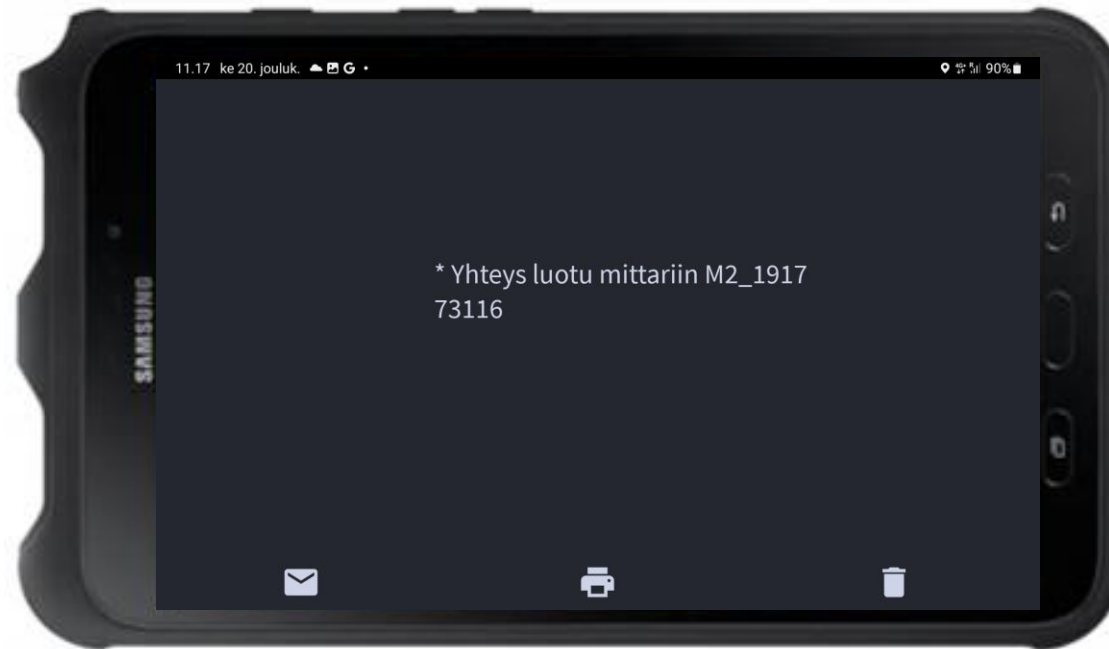 11.17 ke 20. jouluk. G
90%
* Yhteys luotu mittariin M2_1917
73116
SAMSUNG